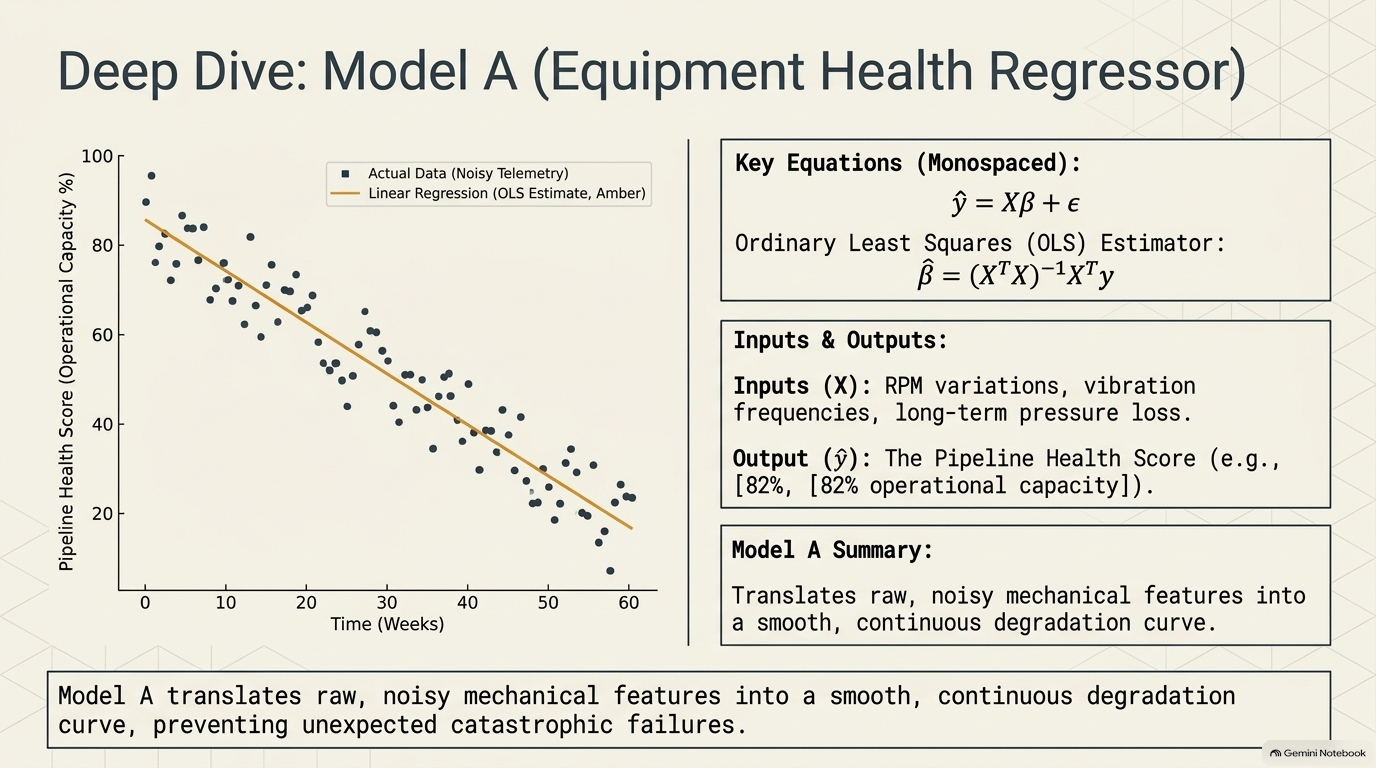 Deep Dive: Model A (Equipment Health Regressor)
Pipeline Health Score (Operational Capacity %)
100
80
60
40
20
0 10 20 30 40 50 60
Time (Weeks)
Actual Data (Noisy Telemetry)
Linear Regression (OLS Estimate, Amber)
Key Equations (Monospaced):
ŷ = Xβ + ϵ
Ordinary Least Squares (OLS) Estimator:
β̂ = (XᵀX)⁻¹Xᵀy
Inputs & Outputs:
Inputs (X): RPM variations, vibration
frequencies, long-term pressure loss.
Output (ŷ): The Pipeline Health Score (e.g.,
[82%, [82% operational capacity]).
Model A Summary:
Translates raw, noisy mechanical features into
a smooth, continuous degradation curve.
Model A translates raw, noisy mechanical features into a smooth, continuous degradation
curve, preventing unexpected catastrophic failures.
Gemini Notebook